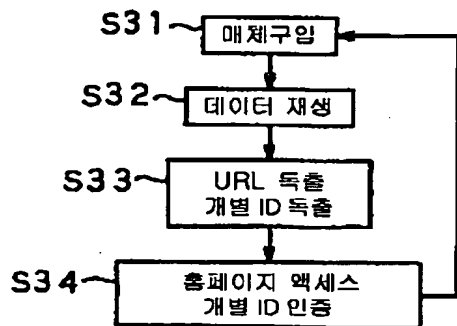 S31
매체구입
S32
데이터 재생
S33
URL 독출
개별 ID 독출
S34
홈페이지 액세스
개별 ID 인증